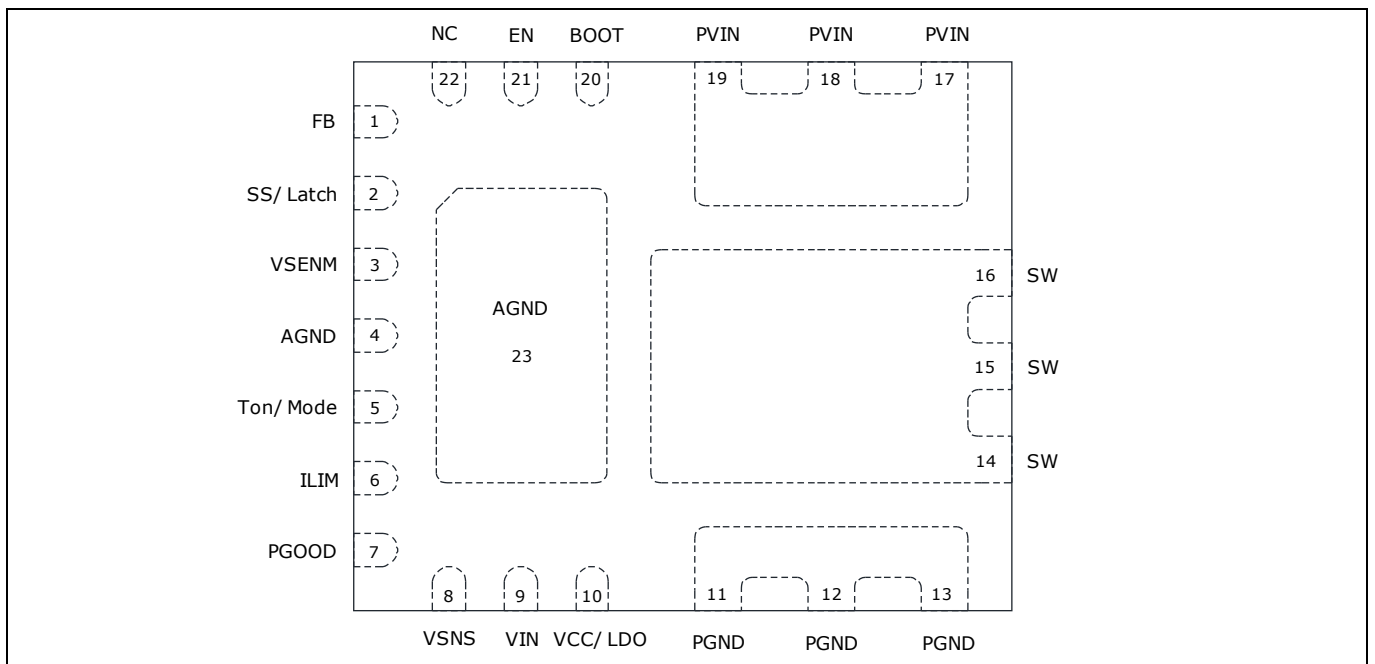 NC EN BOOT PVIN PVIN PVIN
22 21 20 19 18 17
FB 1
SS/ Latch 2
VSENM 3
16 SW
AGND
AGND 4
23
15 SW
Ton/ Mode 5
14 SW
ILIM 6
PGOOD 7
8 9 10 11 12 13
VSNS VIN VCC/ LDO PGND PGND PGND